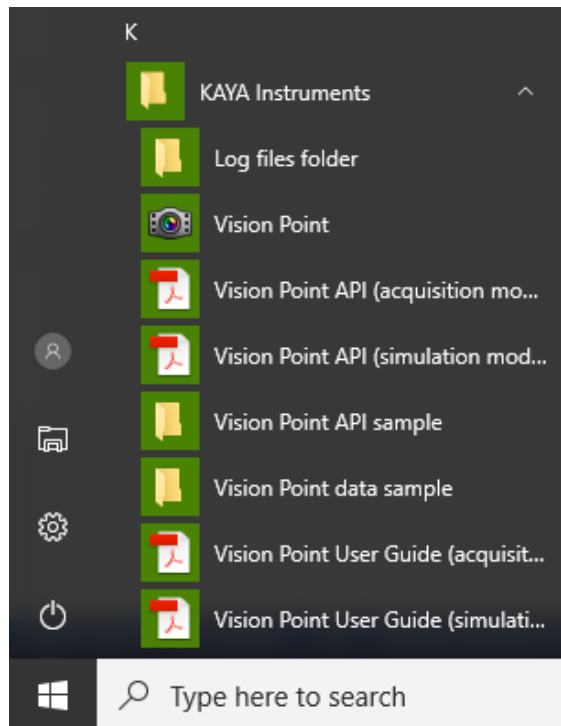 K
KAYA Instruments
Log files folder
Vision Point
Vision Point API (acquisition mo...
Vision Point API (simulation mod...
Vision Point API sample
Vision Point data sample
Vision Point User Guide (acquisit...
Vision Point User Guide (simulati...
Type here to search